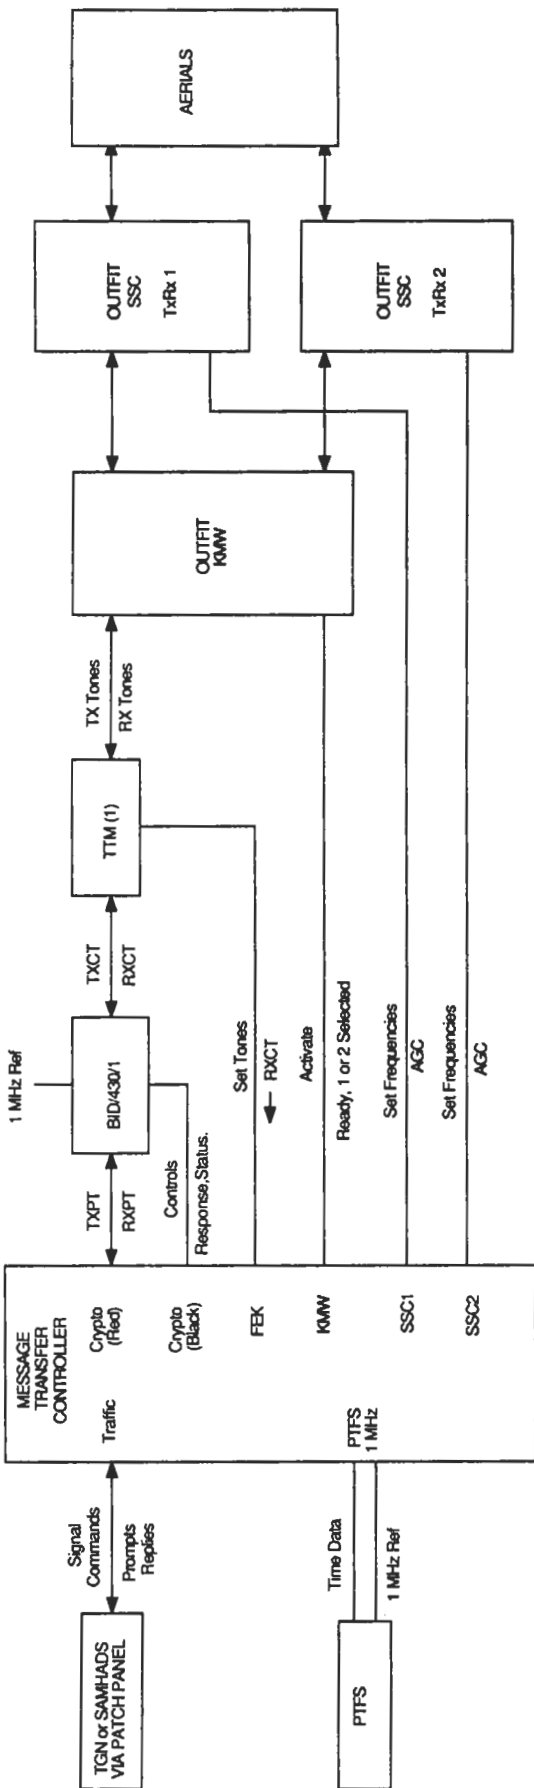 TGN or SAMHADS
VIA PATCH PANEL
Signal
Commands
Prompts
Replies
PTFS
Time Data
1 MHz Ref
MESSAGE
TRANSFER
CONTROLLER
Traffic
Crypto
(Red)
Crypto
(Black)
FEK
KMW
PTFS
1 MHz
SSC1
SSC2
TXPT
RXPT
Controls
Response,Status.
1 MHz Ref
BID/430/1
TXCT
RXCT
TTM (1)
Set Tones
RXCT
Activate
Ready, 1 or 2 Selected
Set Frequencies
AGC
Set Frequencies
AGC
TX Tones
RX Tones
OUTFIT
KMW
OUTFIT
SSC
TxRx 1
OUTFIT
SSC
TxRx 2
AERIALS